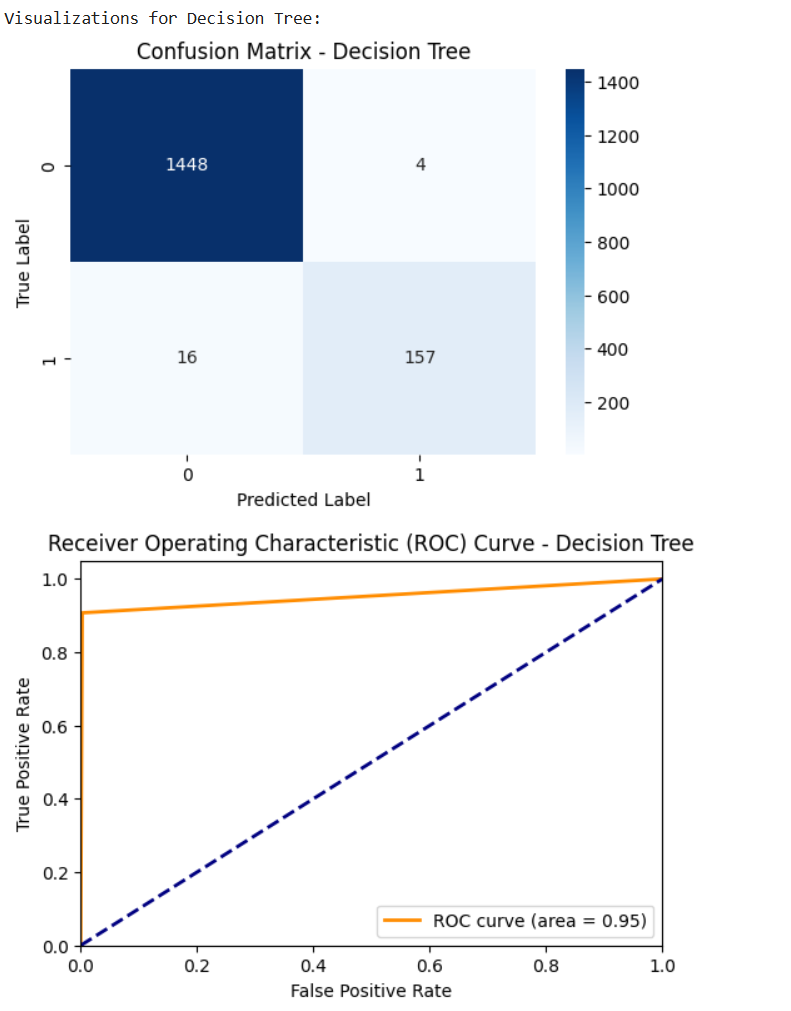 Visualizations for Decision Tree:
Confusion Matrix - Decision Tree
1400
1200
1000
800
600
400
200
True Label
0
1
1448 4
16 157
0 1
Predicted Label
Receiver Operating Characteristic (ROC) Curve - Decision Tree
True Positive Rate
1.0
0.8
0.6
0.4
0.2
0.0
ROC curve (area = 0.95)
0.0 0.2 0.4 0.6 0.8 1.0
False Positive Rate